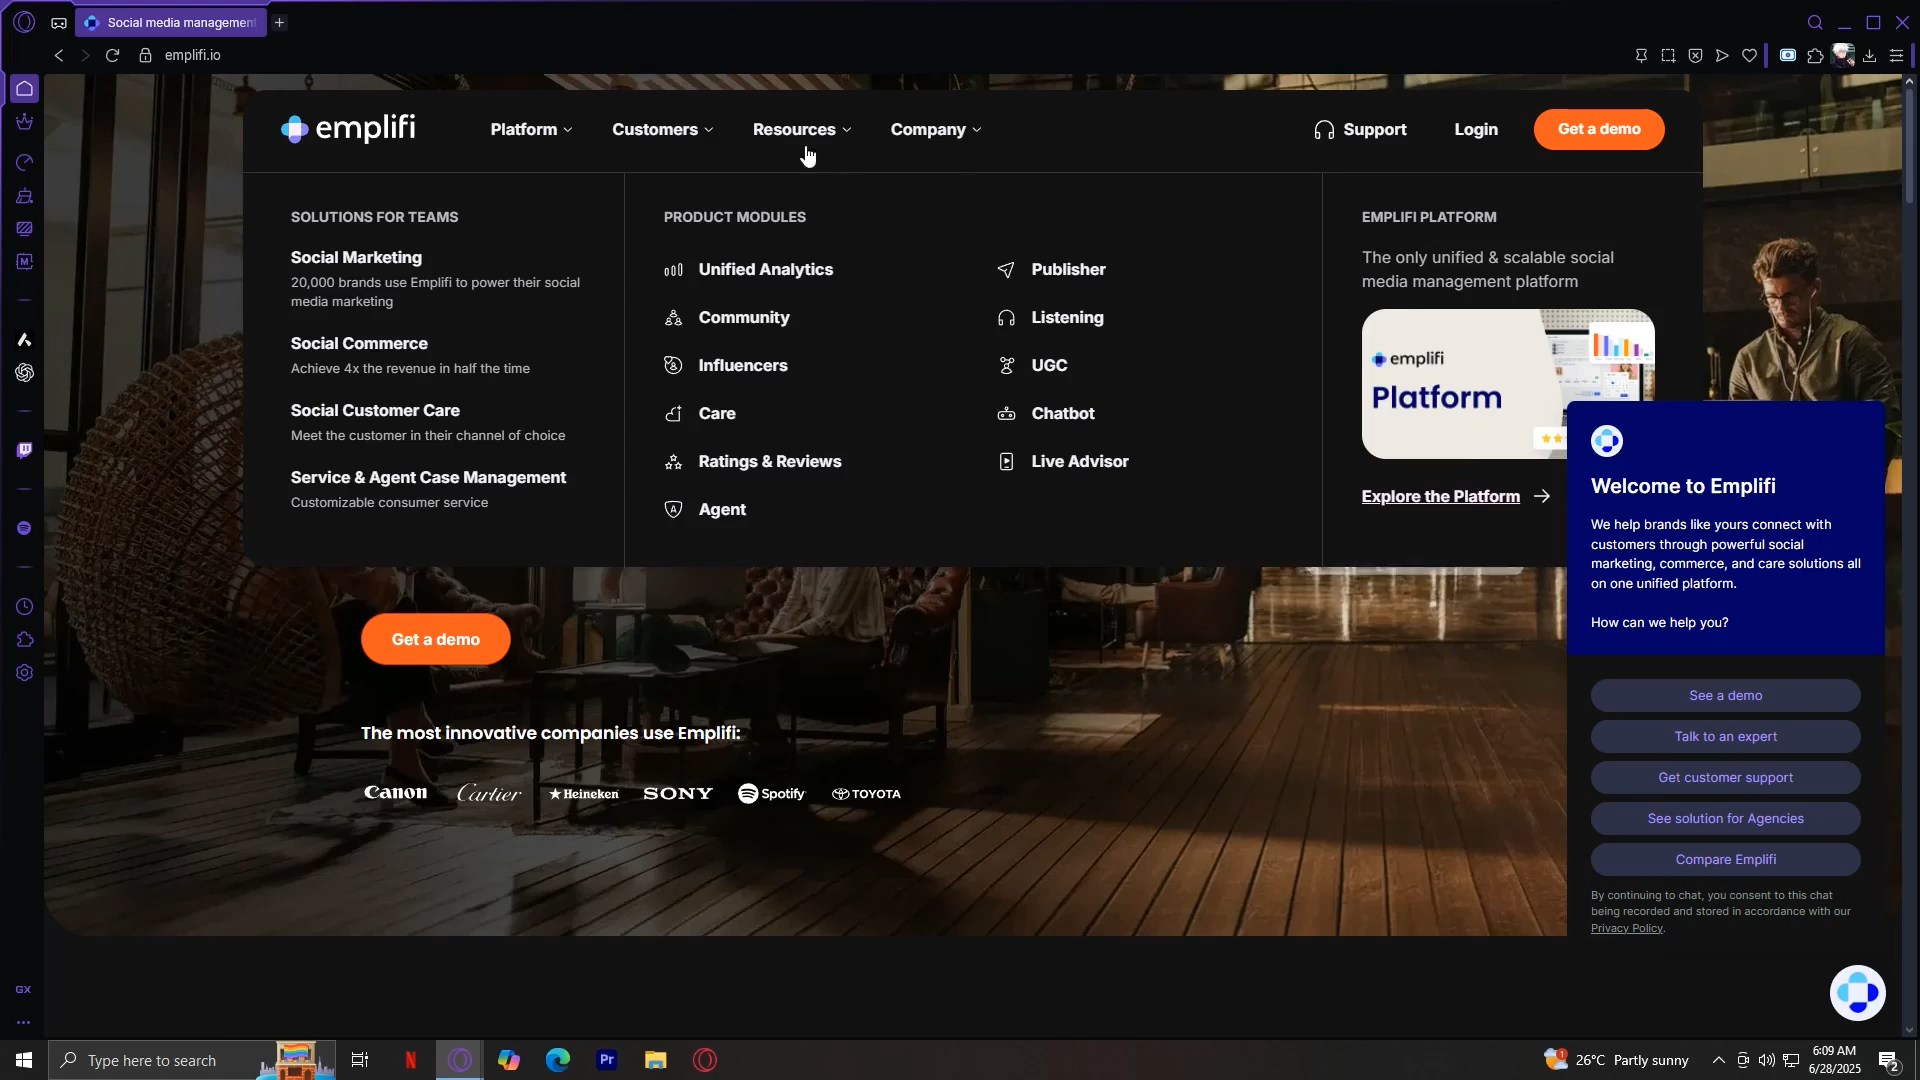 Social media management
emplifi.io
emplifi
Platform
Customers
Resources
Company
Support
Login
Get a demo
SOLUTIONS FOR TEAMS
Social Marketing
20,000 brands use Emplifi to power their social
media marketing
Social Commerce
Achieve 4x the revenue in half the time
Social Customer Care
Meet the customer in their channel of choice
Service & Agent Case Management
Customizable consumer service
PRODUCT MODULES
Unified Analytics
Publisher
Community
Listening
Influencers
UGC
Care
Chatbot
Ratings & Reviews
Live Advisor
Agent
EMPLIFI PLATFORM
The only unified & scalable social
media management platform
emplifi
Platform
Explore the Platform
Get a demo
The most innovative companies use Emplifi:
Canon
Cartier
Heineken
SONY
Spotify
TOYOTA
Welcome to Emplifi
We help brands like yours connect with
customers through powerful social
marketing, commerce, and care solutions all
on one unified platform.
How can we help you?
See a demo
Talk to an expert
Get customer support
See solution for Agencies
Compare Emplifi
By continuing to chat, you consent to this chat
being recorded and stored in accordance with our
Privacy Policy.
GX
Type here to search
N
Pr
1
26°C Partly sunny
6:09 AM
6/28/2025
2